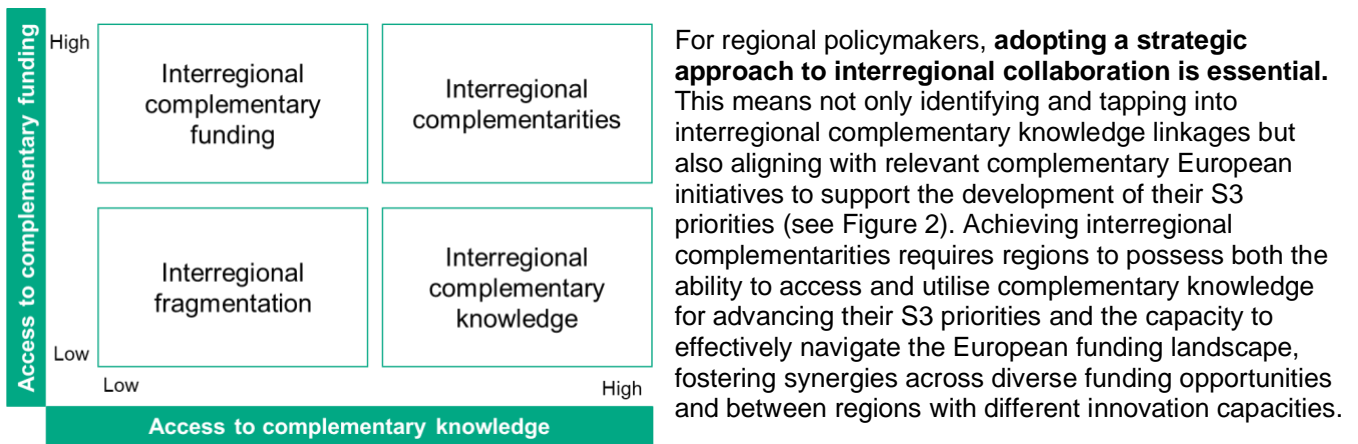 Access to complementary funding
High
Interregional
complementary
funding
Interregional
complementarities
Interregional
fragmentation
Interregional
complementary
knowledge
Low
Low
High
Access to complementary knowledge
For regional policymakers, adopting a strategic
approach to interregional collaboration is essential.
This means not only identifying and tapping into
interregional complementary knowledge linkages but
also aligning with relevant complementary European
initiatives to support the development of their S3
priorities (see Figure 2). Achieving interregional
complementarities requires regions to possess both the
ability to access and utilise complementary knowledge
for advancing their S3 priorities and the capacity to
effectively navigate the European funding landscape,
fostering synergies across diverse funding opportunities
and between regions with different innovation capacities.